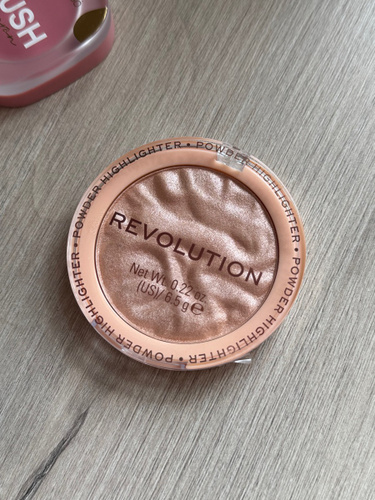 USH
POWDER HIGHLIGHTER • POWDER HIGHLIGHTER • POWDER HIGHLIGHTER • POWDER HIGHLIGHTER •
REVOLUTION
Net Wt. 0.22 oz.
(US)/ 6.5 g ℮